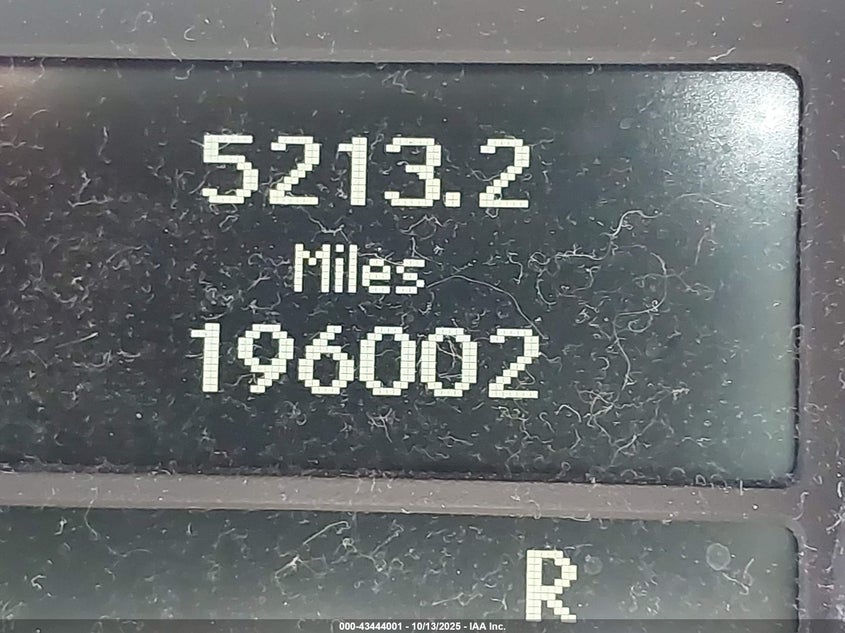 5213.2
Miles
196002
R
000-43444001 - 10/13/2025 - IAA Inc.